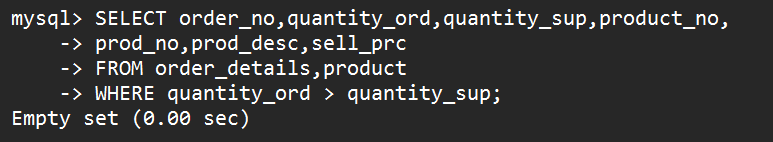 mysql> SELECT order_no,quantity_ord,quantity_sup,product_no,
-> prod_no,prod_desc,sell_prc
-> FROM order_details,product
-> WHERE quantity_ord > quantity_sup;
Empty set (0.00 sec)